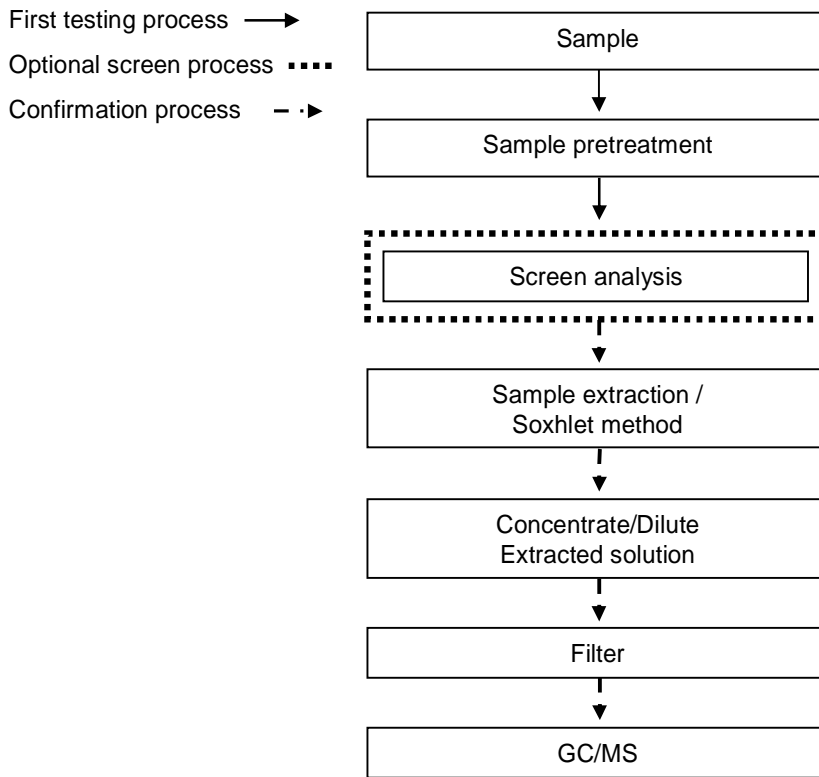 First testing process
Optional screen process
Confirmation process
Sample
Sample pretreatment
Screen analysis
Sample extraction /
Soxhlet method
Concentrate/Dilute
Extracted solution
Filter
GC/MS